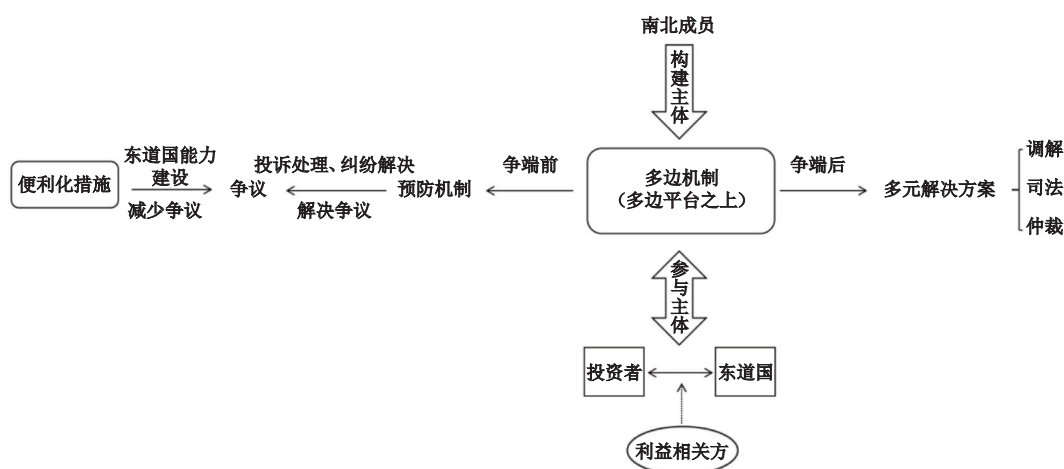 南北成员
构建主体
便利化措施
东道国能力
建设
减少争议
争议
投诉处理、纠纷解决
解决争议
预防机制
争端前
多边机制
（多边平台之上）
争端后
多元解决方案
调解
司法
仲裁
参与主体
投资者
东道国
利益相关方